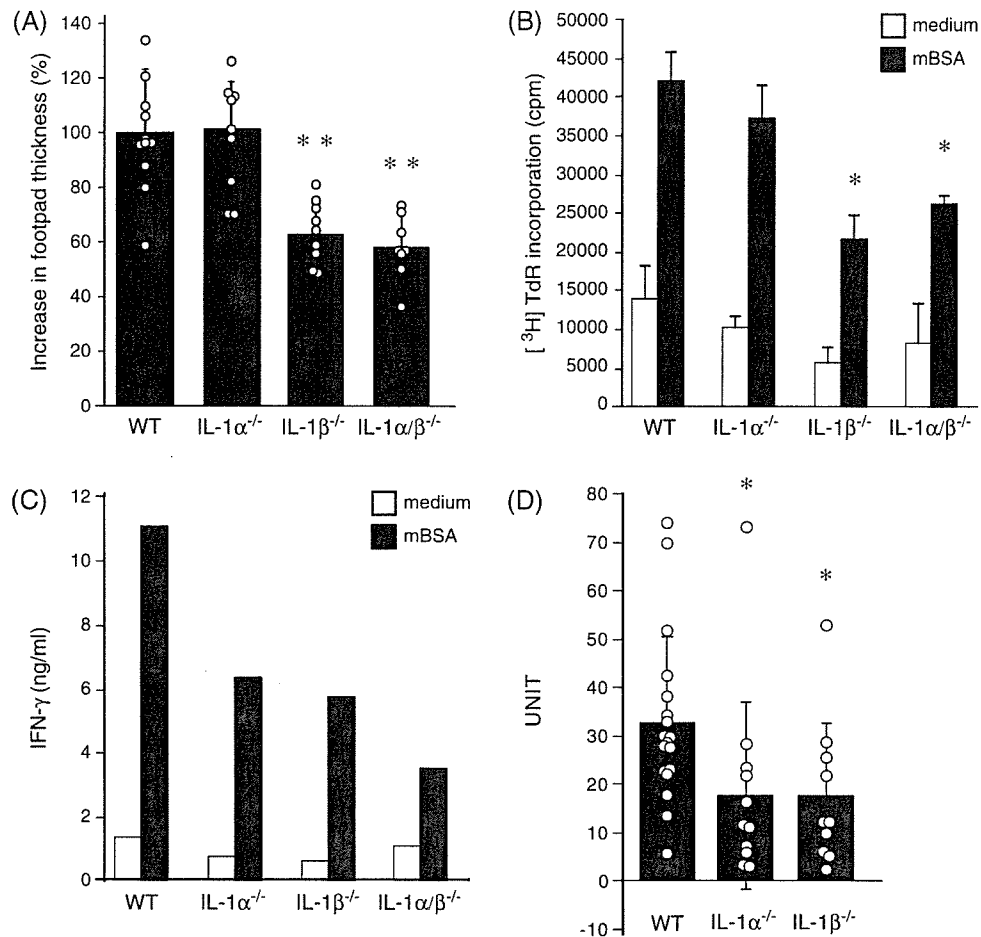 (A)
Increase in footpad thickness (%)
140
120
100
80
60
40
20
0
* *
* *
WT
IL-1α-/-
IL-1β-/-
IL-1α/β-/-
(B)
[ 3H] TdR incorporation (cpm)
50000
45000
40000
35000
30000
25000
20000
15000
10000
5000
0
medium
mBSA
*
*
WT
IL-1α-/-
IL-1β-/-
IL-1α/β-/-
(C)
IFN-γ (ng/ml)
12
10
8
6
4
2
0
medium
mBSA
WT
IL-1α-/-
IL-1β-/-
IL-1α/β-/-
(D)
UNIT
80
70
60
50
40
30
20
10
0
-10
*
*
WT
IL-1α-/-
IL-1β-/-